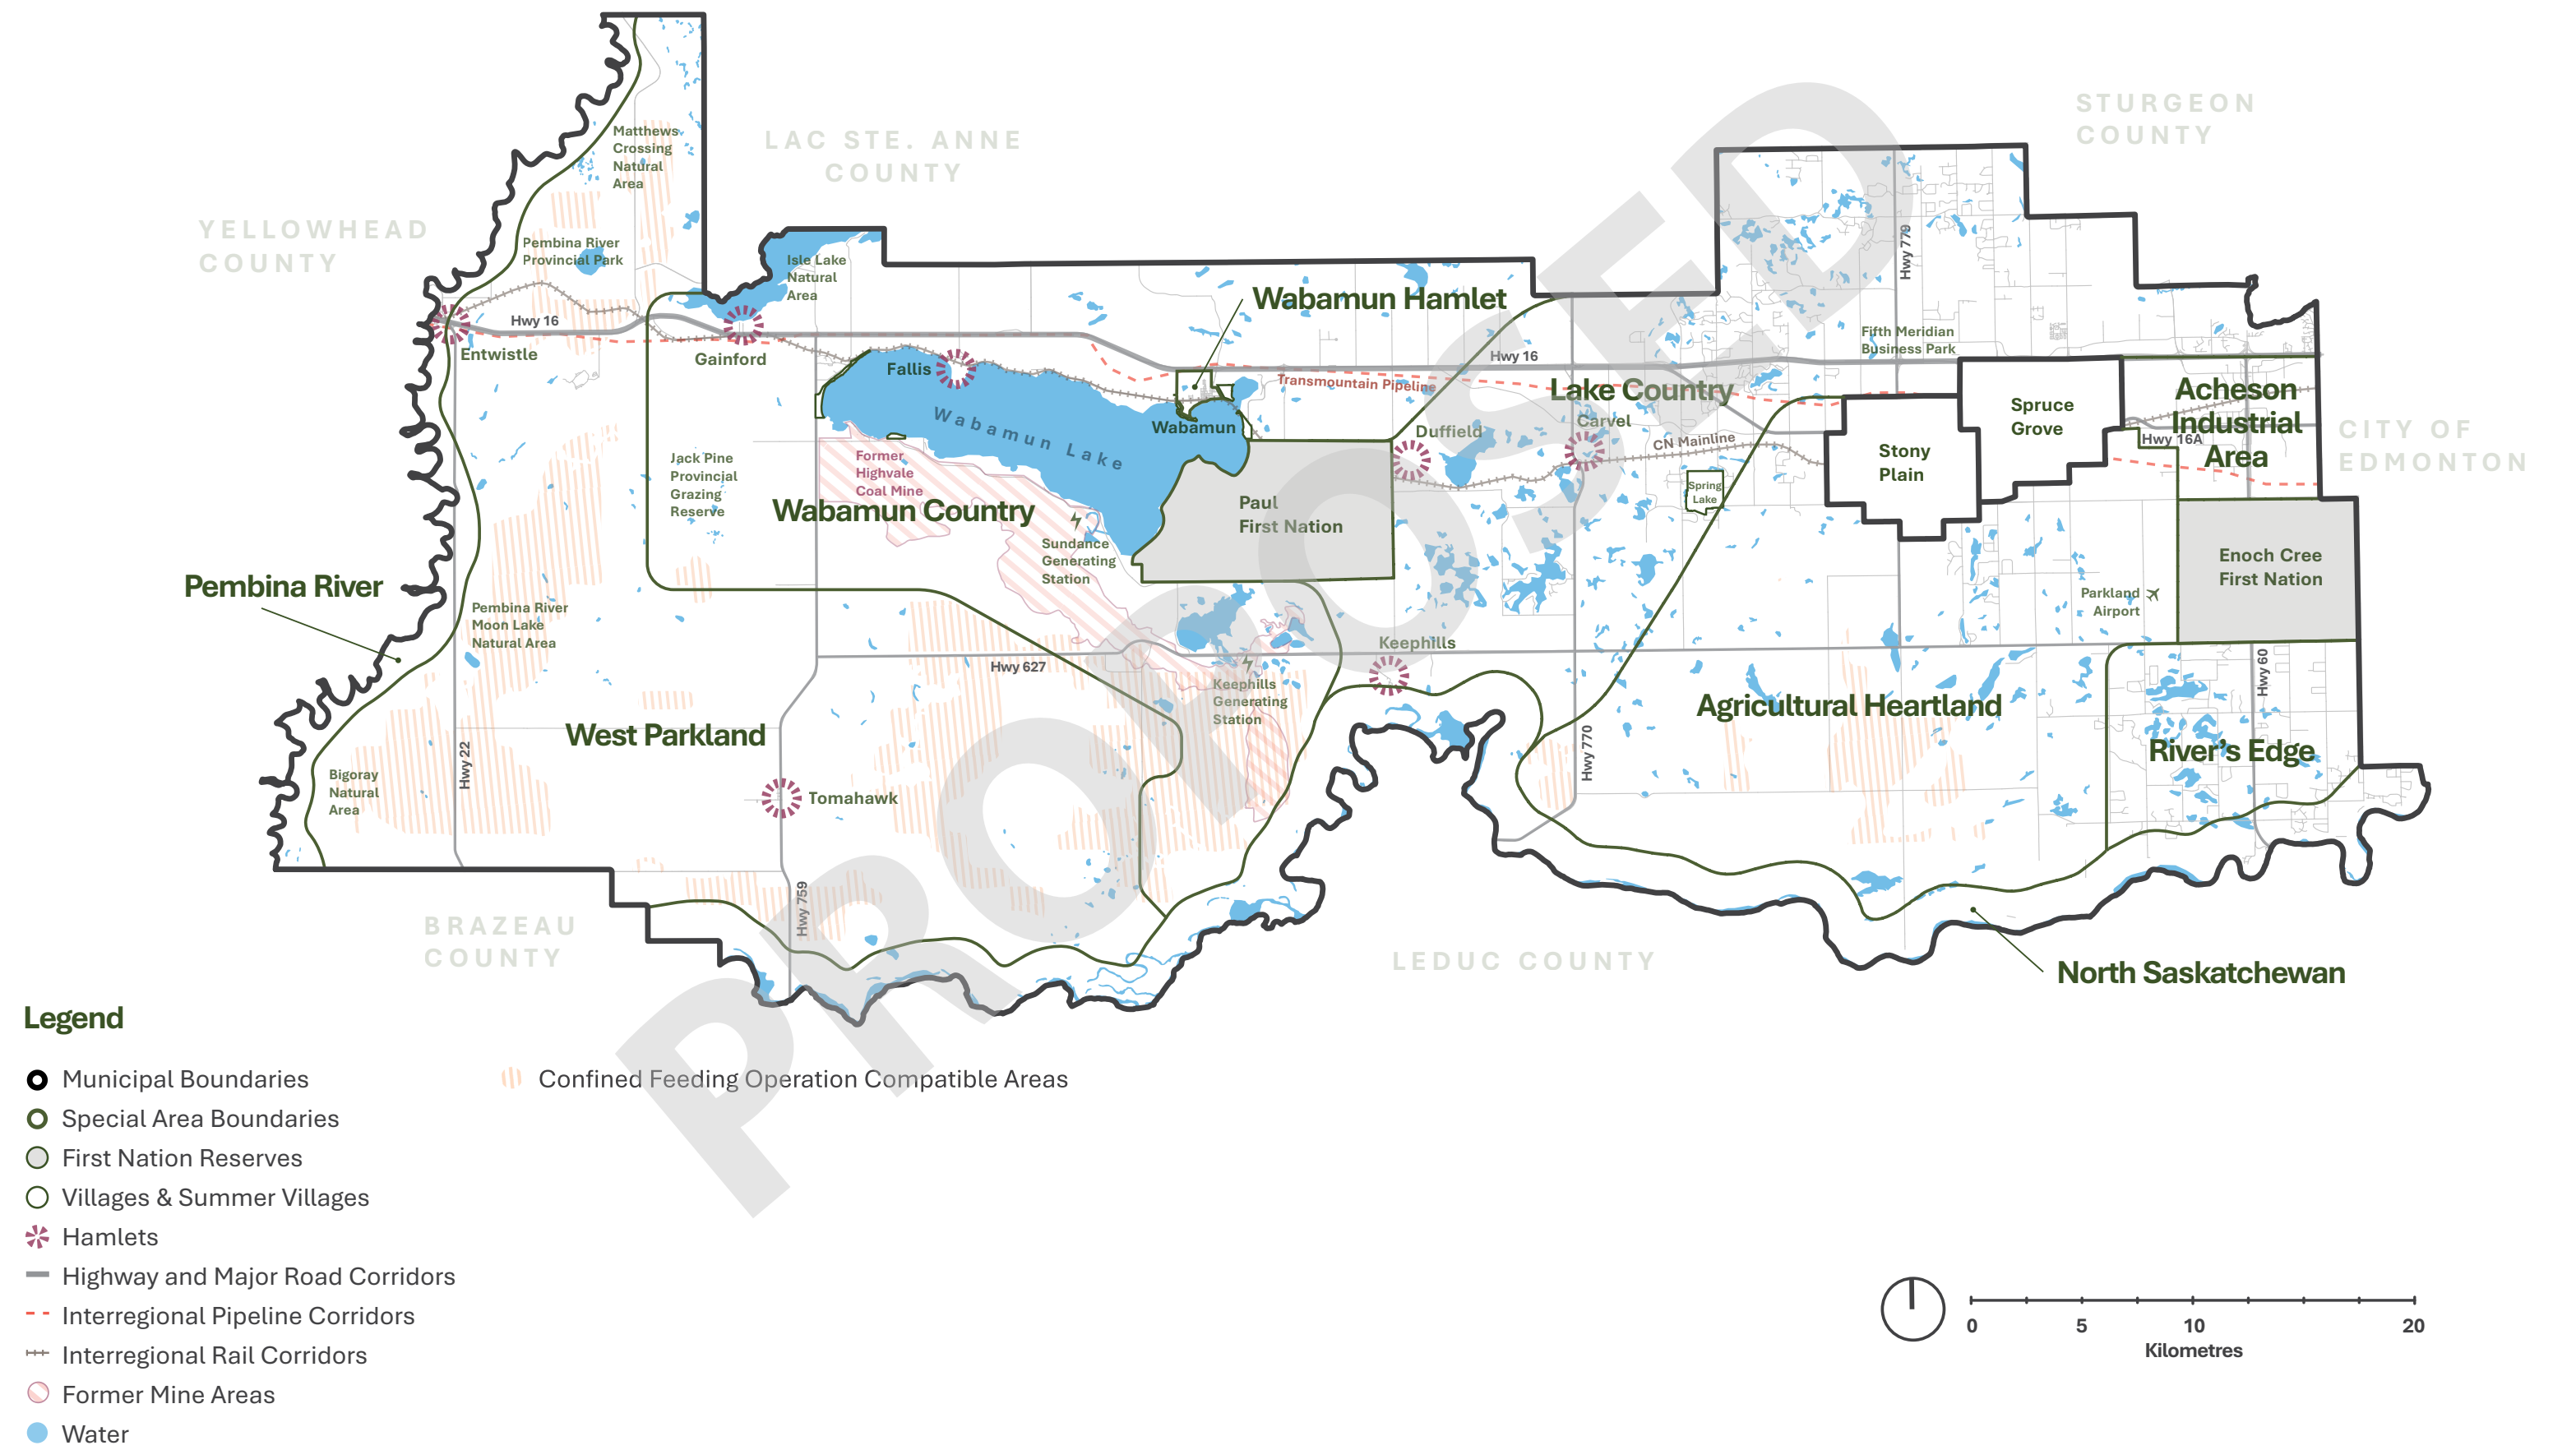 STURGEON
COUNTY
LAC STE. ANNE
COUNTY
YELLOWHEAD
COUNTY
Matthews
Crossing
Natural
Area
Pembina River
Provincial Park
Isle Lake
Natural
Area
Hwy 779
Wabamun Hamlet
Hwy 16
Entwistle
Gainford
Fallis
Hwy 16
Fifth Meridian
Business Park
Transmountain Pipeline
Lake Country
Acheson
Industrial
Area
Spruce
Grove
Wabamun Lake
Wabamun
Duffield
Carvel
CN Mainline
Hwy 16A
CITY OF
EDMONTON
Stony
Plain
Jack Pine
Provincial
Grazing
Reserve
Former
Highvale
Coal Mine
Wabamun Country
Spring
Lake
Paul
First Nation
Sundance
Generating
Station
Enoch Cree
First Nation
Parkland
Airport
Pembina River
Pembina River
Moon Lake
Natural Area
Keephills
Hwy 627
Keephills
Generating
Station
Hwy 60
Agricultural Heartland
West Parkland
River's Edge
Hwy 22
Hwy 770
Bigoray
Natural
Area
Tomahawk
Hwy 759
BRAZEAU
COUNTY
LEDUC COUNTY
North Saskatchewan
PROPOSED
Legend
Municipal Boundaries
Special Area Boundaries
First Nation Reserves
Villages & Summer Villages
Hamlets
Highway and Major Road Corridors
Interregional Pipeline Corridors
Interregional Rail Corridors
Former Mine Areas
Water
Confined Feeding Operation Compatible Areas
0 5 10 20
Kilometres